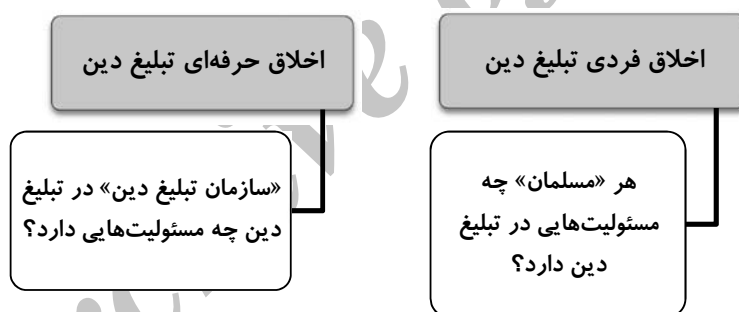 اخلاق فردی تبلیغ دین
هر «مسلمان» چه
مسئولیت‌هایی در تبلیغ
دین دارد؟
اخلاق حرفه‌ای تبلیغ دین
«سازمان تبلیغ دین» در تبلیغ
دین چه مسئولیت‌هایی دارد؟